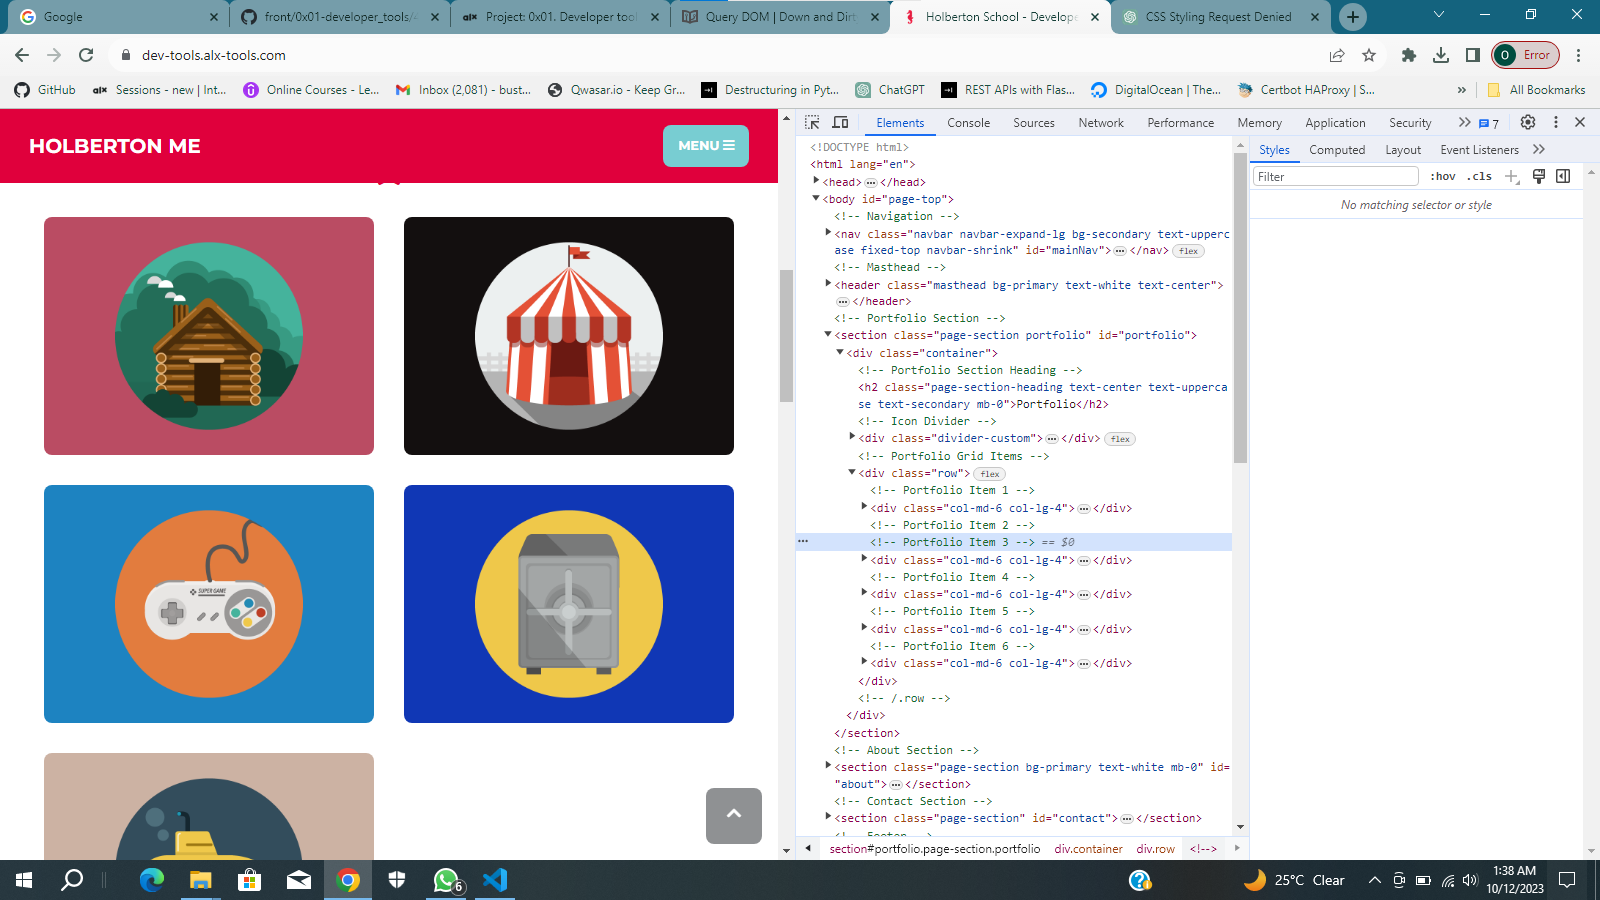 Google
front/0x01-developer_tools/4
Project: 0x01. Developer tool
Query DOM | Down and Dirt
Holberton School - Develope
CSS Styling Request Denied
dev-tools.alx-tools.com
O Error
GitHub
alx Sessions - new | Int...
Online Courses - Le...
Inbox (2,081) - bust...
Qwasar.io - Keep Gr...
Destructuring in Pyt...
ChatGPT
REST APIs with Flas...
DigitalOcean | The...
Certbot HAProxy | S...
»
All Bookmarks
HOLBERTON ME
MENU
SUPER GAME
Elements Console Sources Network Performance Memory Application Security 7
<!DOCTYPE html>
<html lang="en">
<head>…</head>
<body id="page-top">
<!-- Navigation -->
<nav class="navbar navbar-expand-lg bg-secondary text-upperc
ase fixed-top navbar-shrink" id="mainNav">…</nav> flex
<!-- Masthead -->
<header class="masthead bg-primary text-white text-center">
…</header>
<!-- Portfolio Section -->
<section class="page-section portfolio" id="portfolio">
<div class="container">
<!-- Portfolio Section Heading -->
<h2 class="page-section-heading text-center text-upperca
se text-secondary mb-0">Portfolio</h2>
<!-- Icon Divider -->
<div class="divider-custom">…</div> flex
<!-- Portfolio Grid Items -->
<div class="row"> flex
<!-- Portfolio Item 1 -->
<div class="col-md-6 col-lg-4">…</div>
<!-- Portfolio Item 2 -->
… <!-- Portfolio Item 3 --> == $0
<div class="col-md-6 col-lg-4">…</div>
<!-- Portfolio Item 4 -->
<div class="col-md-6 col-lg-4">…</div>
<!-- Portfolio Item 5 -->
<div class="col-md-6 col-lg-4">…</div>
<!-- Portfolio Item 6 -->
<div class="col-md-6 col-lg-4">…</div>
</div>
<!-- /.row -->
</div>
</section>
<!-- About Section -->
<section class="page-section bg-primary text-white mb-0" id=
"about">…</section>
<!-- Contact Section -->
<section class="page-section" id="contact">…</section>
<!-- Footer -->
section#portfolio.page-section.portfolio div.container div.row <!-->
Styles Computed Layout Event Listeners
Filter :hov .cls
No matching selector or style
6
25°C Clear
1:38 AM
10/12/2023